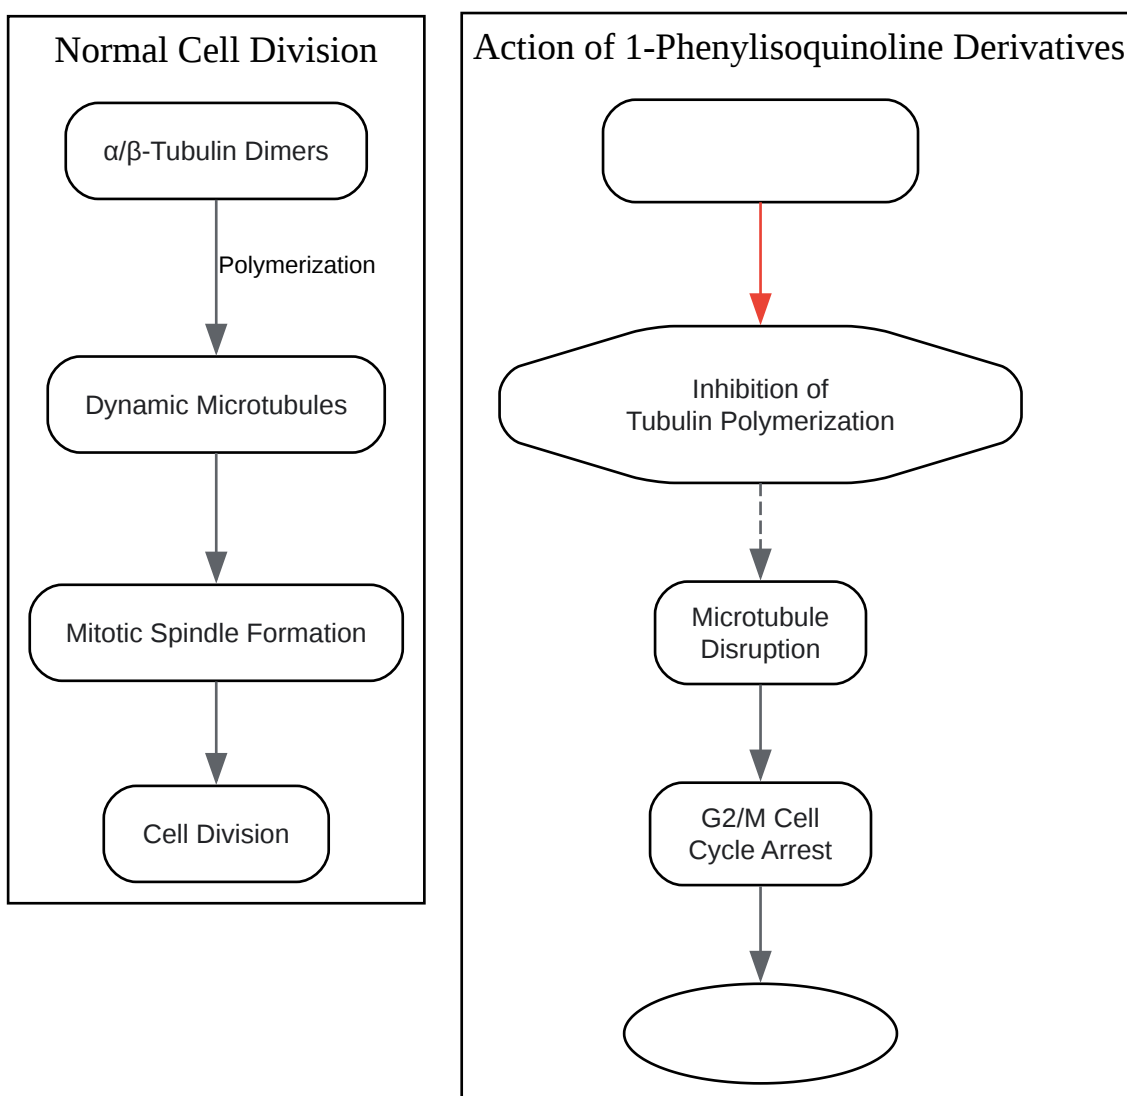 Normal Cell Division
α/β-Tubulin Dimers
Polymerization
Dynamic Microtubules
Mitotic Spindle Formation
Cell Division
Action of 1-Phenylisoquinoline Derivatives
Inhibition of
Tubulin Polymerization
Microtubule
Disruption
G2/M Cell
Cycle Arrest